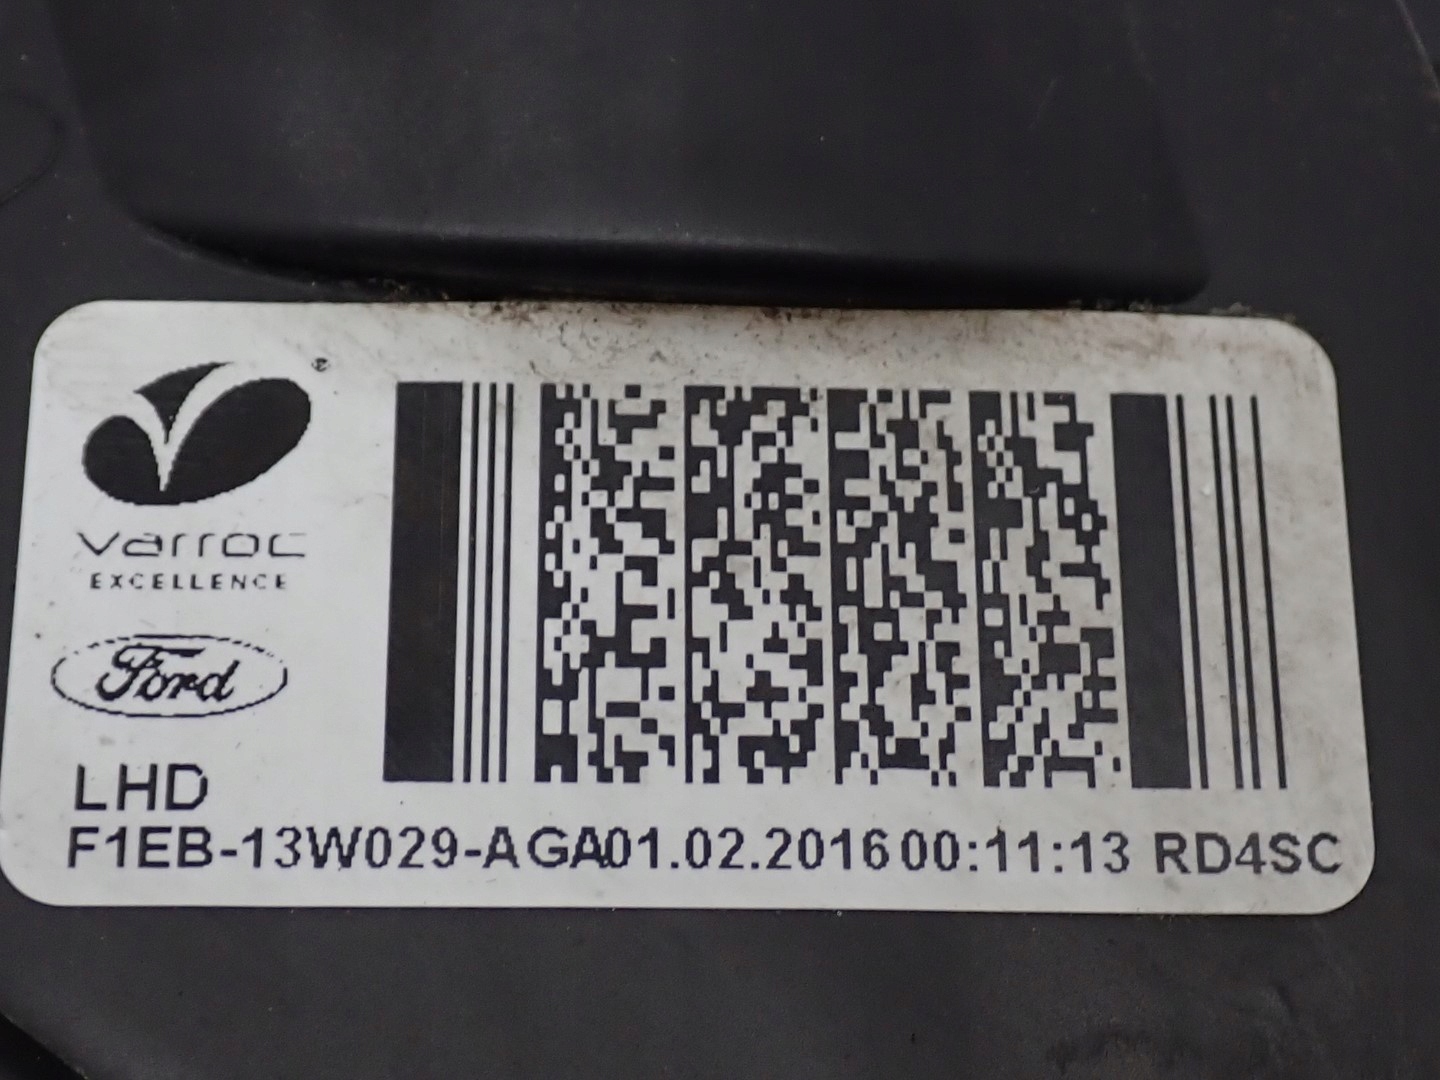 varroc
EXCELLENCE
Ford
LHD
F1EB-13W029-AGA01.02.2016 00:11:13 RD4SC